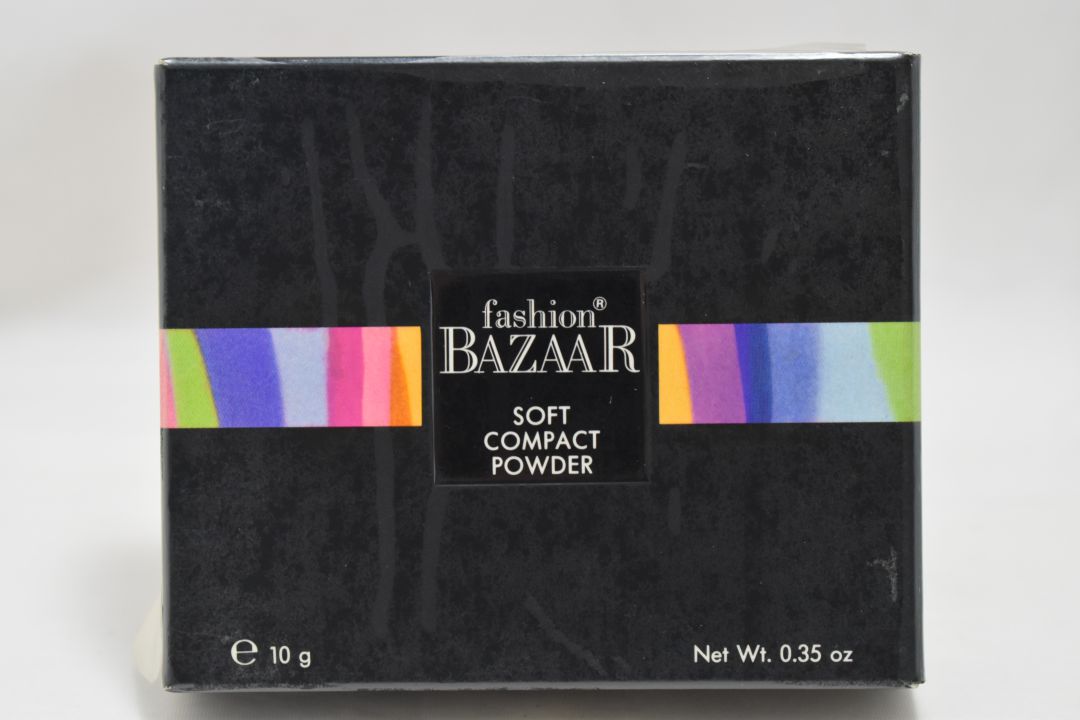 fashion®
BAZAAR
SOFT
COMPACT
POWDER
℮ 10 g
Net Wt. 0.35 oz